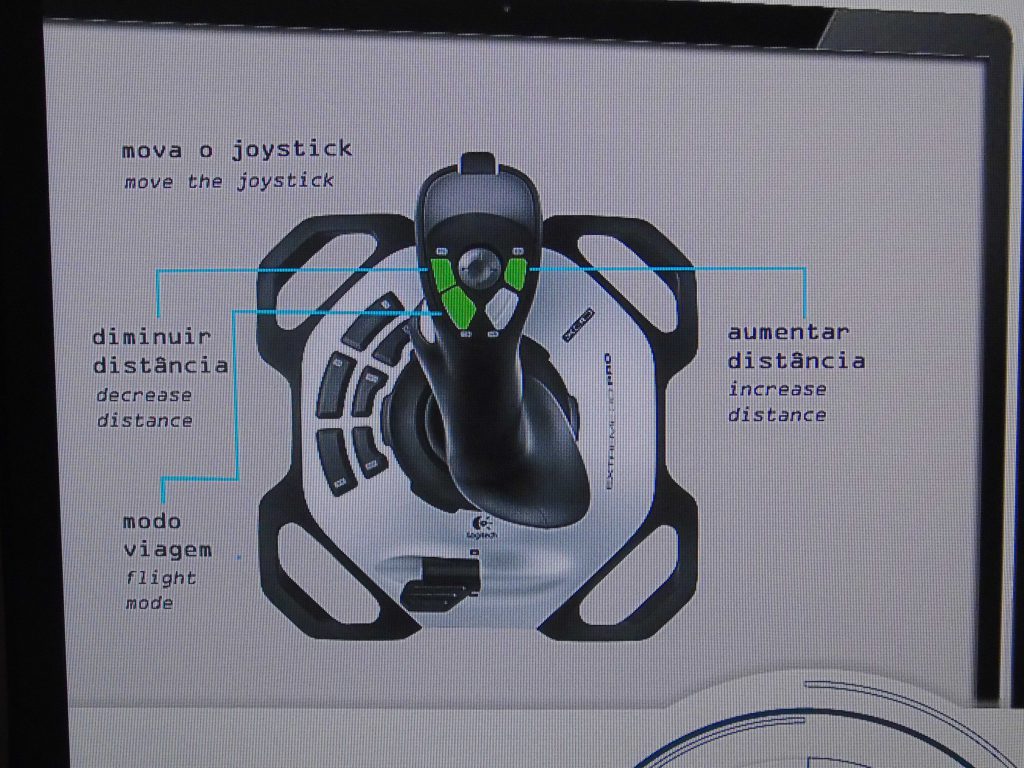 mova o joystick
move the joystick
diminuir
distância
decrease
distance
aumentar
distância
increase
distance
modo
viagem
flight
mode
EXTREME 3D PRO
Logitech